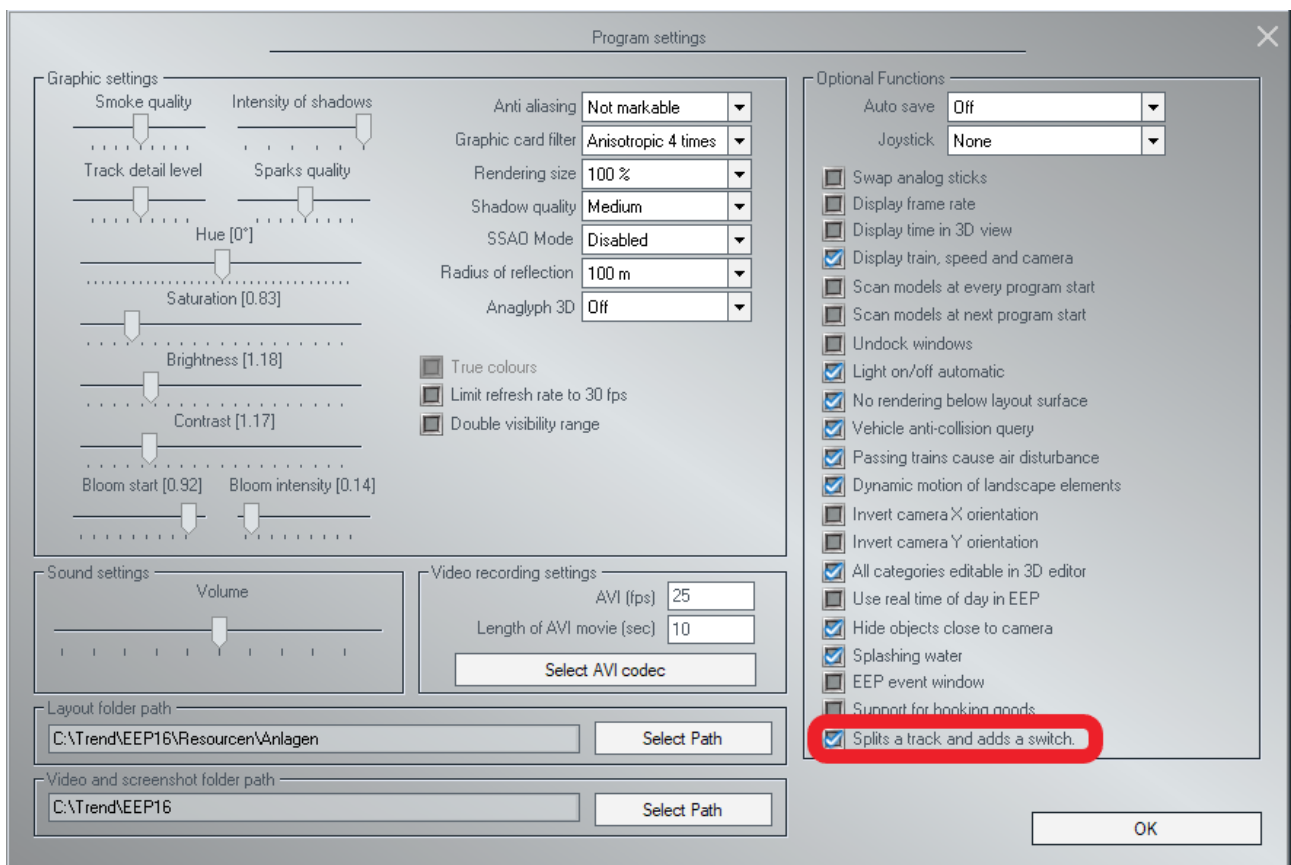 Program settings
Graphic settings
Smoke quality
Intensity of shadows
Track detail level
Sparks quality
Hue [0°]
Saturation [0.83]
Brightness [1.18]
Contrast [1.17]
Bloom start [0.92]
Bloom intensity [0.14]
Anti aliasing Not markable
Graphic card filter Anisotropic 4 times
Rendering size 100 %
Shadow quality Medium
SSAO Mode Disabled
Radius of reflection 100 m
Anaglyph 3D Off
True colours
Limit refresh rate to 30 fps
Double visibility range
Sound settings
Volume
Video recording settings
AVI (fps) 25
Length of AVI movie (sec) 10
Select AVI codec
Layout folder path
C:\Trend\EEP16\Resourcen\Anlagen Select Path
Video and screenshot folder path
C:\Trend\EEP16 Select Path
Optional Functions
Auto save Off
Joystick None
Swap analog sticks
Display frame rate
Display time in 3D view
Display train, speed and camera
Scan models at every program start
Scan models at next program start
Undock windows
Light on/off automatic
No rendering below layout surface
Vehicle anti-collision query
Passing trains cause air disturbance
Dynamic motion of landscape elements
Invert camera X orientation
Invert camera Y orientation
All categories editable in 3D editor
Use real time of day in EEP
Hide objects close to camera
Splashing water
EEP event window
Support for booking goods
Splits a track and adds a switch.
OK